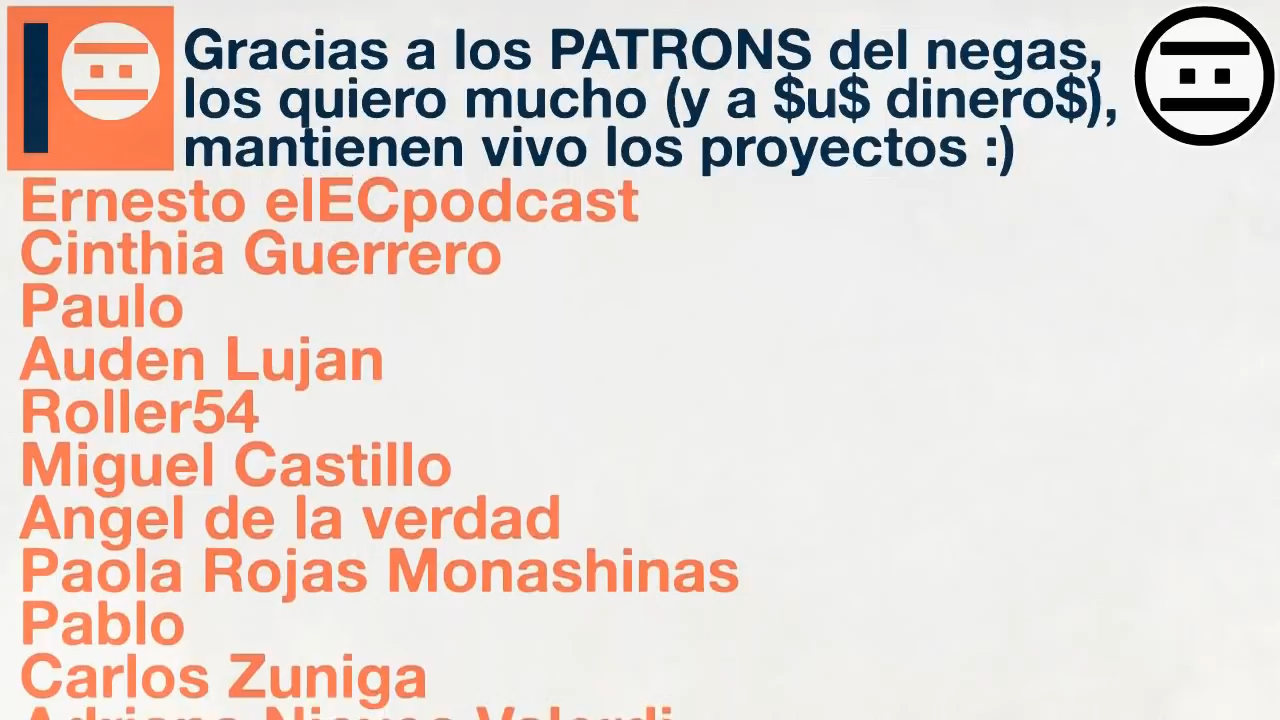 Gracias a los PATRONS del negas,
los quiero mucho (y a $u$ dinero$),
mantienen vivo los proyectos :)
Ernesto elECpodcast
Cinthia Guerrero
Paulo
Auden Lujan
Roller54
Miguel Castillo
Angel de la verdad
Paola Rojas Monashinas
Pablo
Carlos Zuniga